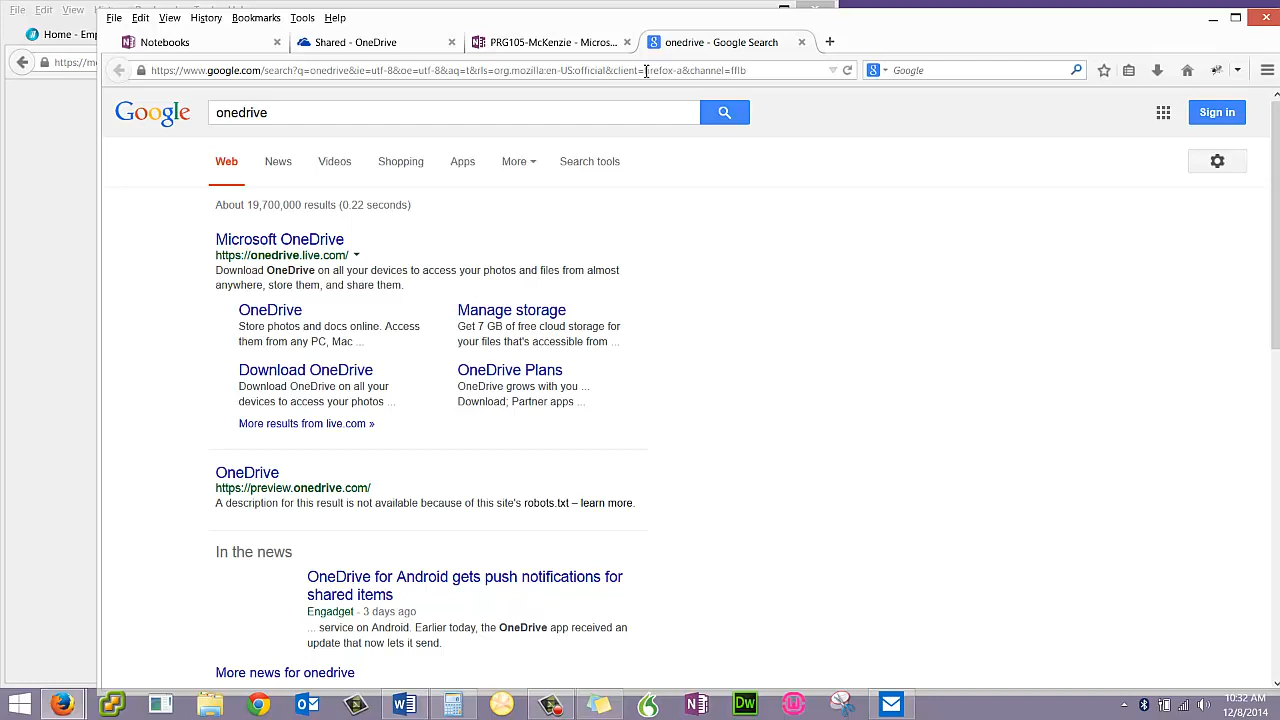 File Edit View
File Edit View History Bookmarks Tools Help
Home - Emp
Notebooks
Shared - OneDrive
PRG105-McKenzie - Micros...
onedrive - Google Search
https://m
https://www.google.com/search?q=onedrive&ie=utf-8&oe=utf-8&aq=t&rls=org.mozilla:en-US:official&client=firefox-a&channel=fflb
Google
Google
onedrive
Sign in
Web News Videos Shopping Apps More Search tools
About 19,700,000 results (0.22 seconds)
Microsoft OneDrive
https://onedrive.live.com/
Download OneDrive on all your devices to access your photos and files from almost
anywhere, store them, and share them.
OneDrive
Store photos and docs online. Access
them from any PC, Mac ...
Manage storage
Get 7 GB of free cloud storage for
your files that's accessible from ...
Download OneDrive
Download OneDrive on all your
devices to access your photos ...
OneDrive Plans
OneDrive grows with you ...
Download; Partner apps ...
More results from live.com »
OneDrive
https://preview.onedrive.com/
A description for this result is not available because of this site's robots.txt – learn more.
In the news
OneDrive for Android gets push notifications for
shared items
Engadget - 3 days ago
... service on Android. Earlier today, the OneDrive app received an
update that now lets it send.
More news for onedrive
10:32 AM
12/8/2014